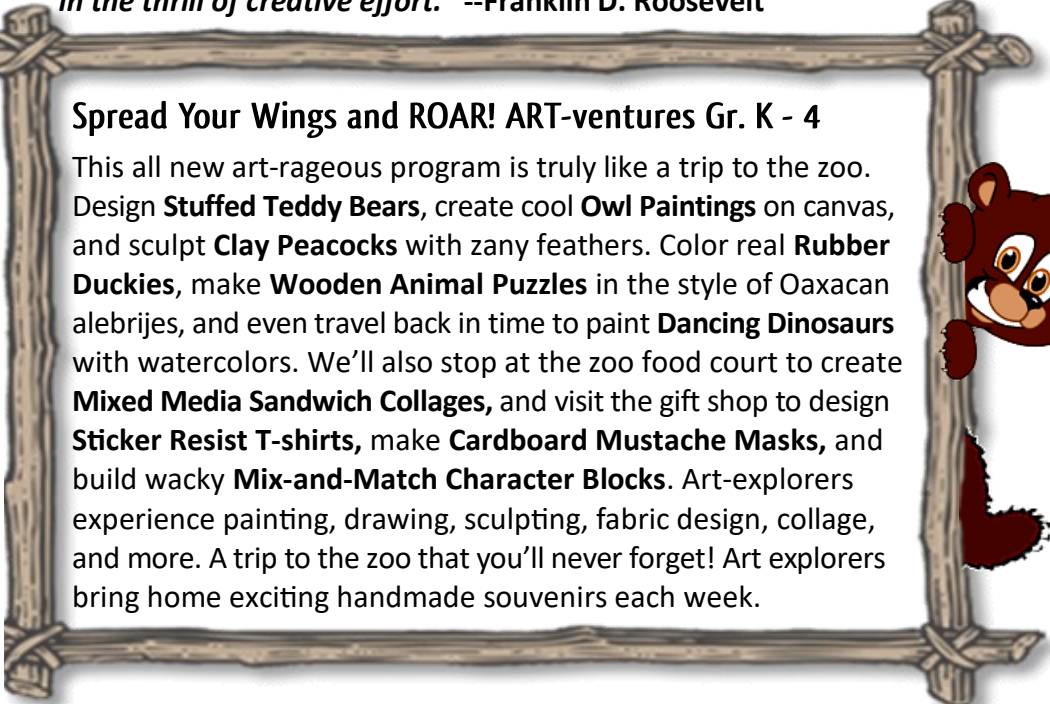 in the thrill of creative effort.” --Franklin D. Roosevelt
Spread Your Wings and ROAR! ART-ventures Gr. K - 4
This all new art-rageous program is truly like a trip to the zoo.
Design Stuffed Teddy Bears, create cool Owl Paintings on canvas,
and sculpt Clay Peacocks with zany feathers. Color real Rubber
Duckies, make Wooden Animal Puzzles in the style of Oaxacan
alebrijes, and even travel back in time to paint Dancing Dinosaurs
with watercolors. We’ll also stop at the zoo food court to create
Mixed Media Sandwich Collages, and visit the gift shop to design
Sticker Resist T-shirts, make Cardboard Mustache Masks, and
build wacky Mix-and-Match Character Blocks. Art-explorers
experience painting, drawing, sculpting, fabric design, collage,
and more. A trip to the zoo that you’ll never forget! Art explorers
bring home exciting handmade souvenirs each week.